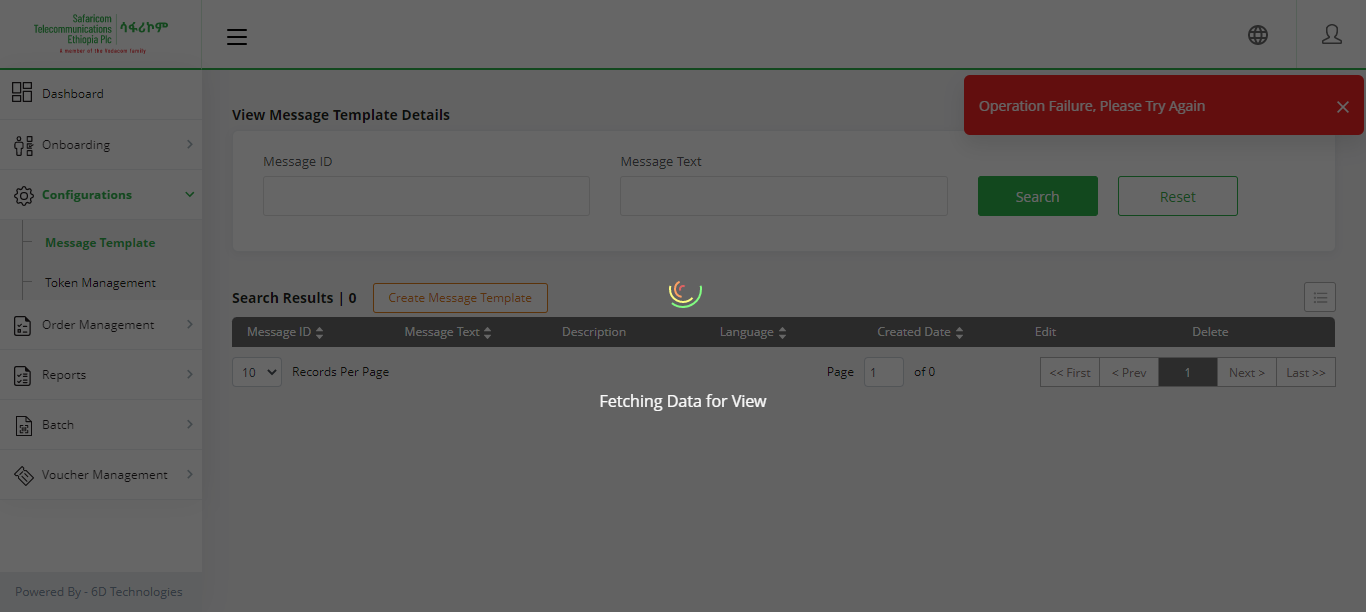 Safaricom
Telecommunications
Ethiopia Plc
ሳፋሪኮም
A member of the Vodacom family
Dashboard
Onboarding
Configurations
Message Template
Token Management
Order Management
Reports
Batch
Voucher Management
Powered By - 6D Technologies
Operation Failure, Please Try Again
View Message Template Details
Message ID
Message Text
Search
Reset
Search Results | 0
Create Message Template
Message ID
Message Text
Description
Language
Created Date
Edit
Delete
10
Records Per Page
Page
1
of 0
<< First
< Prev
1
Next >
Last >>
Fetching Data for View